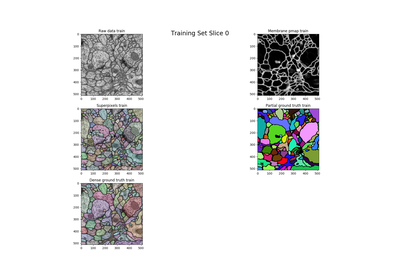 Training Set Slice 0
Raw data train
Membrane pmap train
Superpixels train
Partial ground truth train
Dense ground truth train